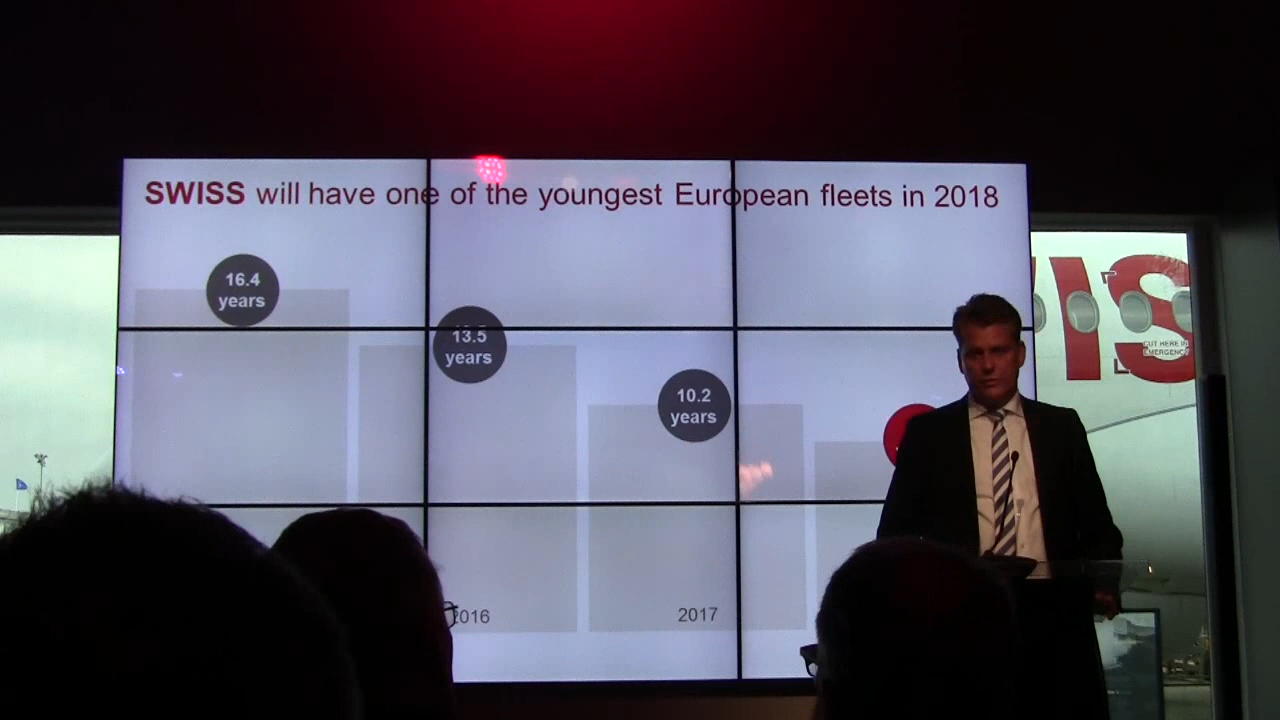 SWISS will have one of the youngest European fleets in 2018
16.4
years
13.5
years
10.2
years
2016
2017
IS
CUT HERE IN
EMERGENCY